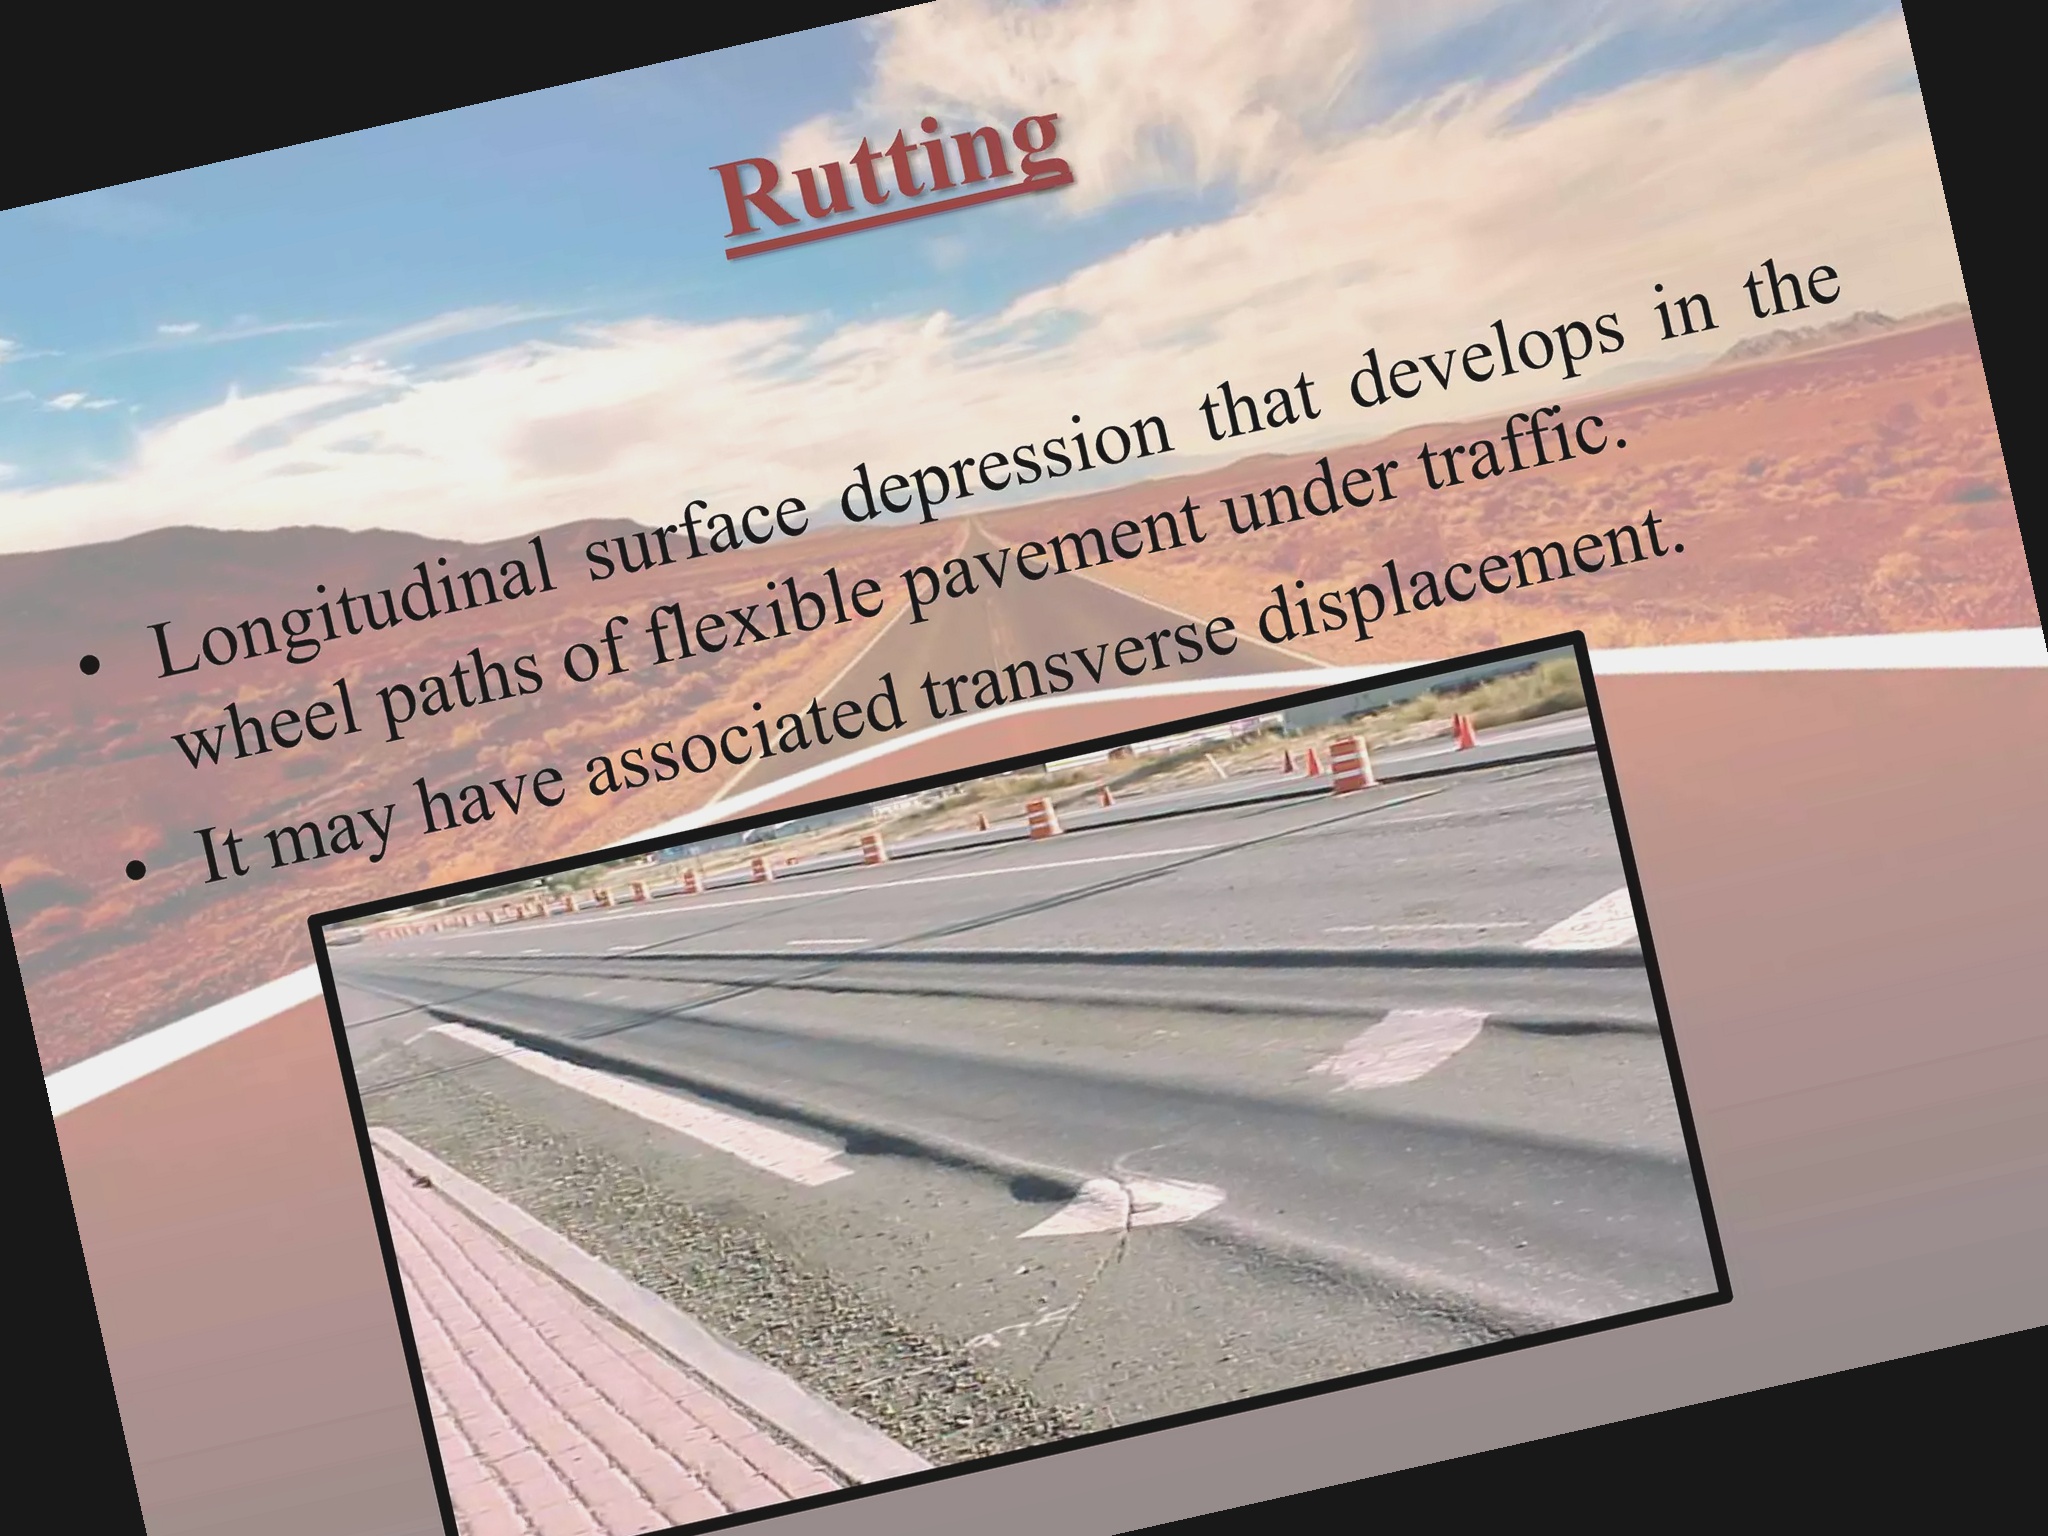 Rutting
• Longitudinal surface depression that develops in the
wheel paths of flexible pavement under traffic.
• It may have associated transverse displacement.